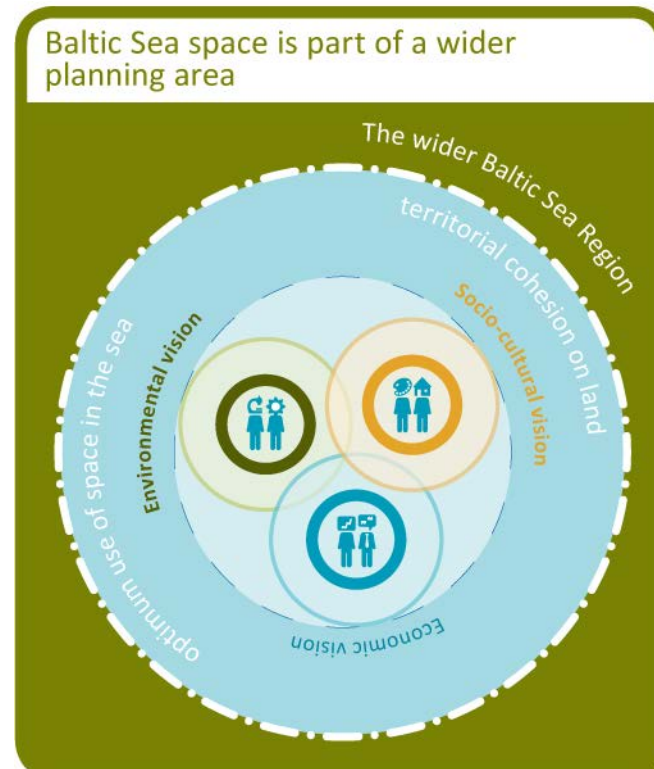 Baltic Sea space is part of a wider
planning area
The wider Baltic Sea Region
territorial cohesion on land
optimum use of space in the sea
Environmental vision
Socio-cultural vision
Economic vision